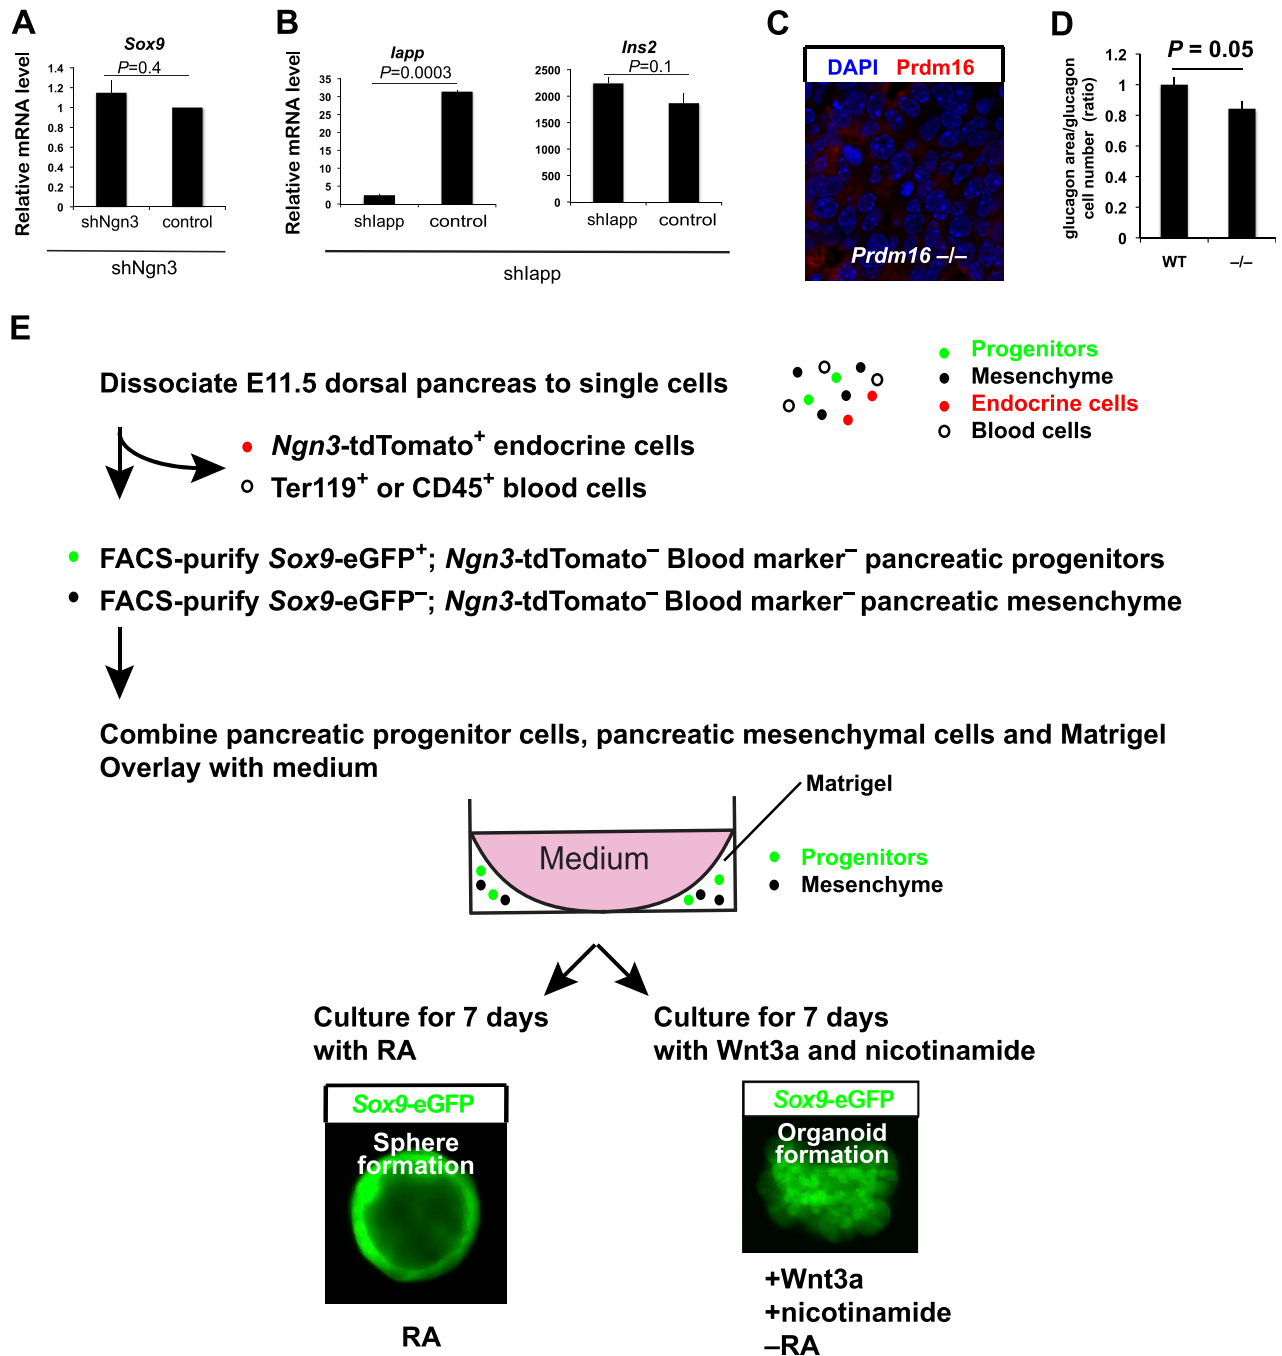 A
Sox9
P=0.4
Relative mRNA level
1.4
1.2
1
0.8
0.6
0.4
0.2
0
shNgn3 control
shNgn3
B
Iapp
P=0.0003
Relative mRNA level
35
30
25
20
15
10
5
0
shIapp control
Ins2
P=0.1
2500
2000
1500
1000
500
0
shIapp control
shIapp
C
DAPI Prdm16
Prdm16 –/–
D
P = 0.05
glucagon area/glucagon
cell number (ratio)
1.2
1
0.8
0.6
0.4
0.2
0
WT –/–
E
Dissociate E11.5 dorsal pancreas to single cells
Progenitors
Mesenchyme
Endocrine cells
Blood cells
Ngn3-tdTomato+ endocrine cells
Ter119+ or CD45+ blood cells
FACS-purify Sox9-eGFP+; Ngn3-tdTomato– Blood marker– pancreatic progenitors
FACS-purify Sox9-eGFP–; Ngn3-tdTomato– Blood marker– pancreatic mesenchyme
Combine pancreatic progenitor cells, pancreatic mesenchymal cells and Matrigel
Overlay with medium
Matrigel
Medium
Progenitors
Mesenchyme
Culture for 7 days
with RA
Sox9-eGFP
Sphere
formation
RA
Culture for 7 days
with Wnt3a and nicotinamide
Sox9-eGFP
Organoid
formation
+Wnt3a
+nicotinamide
–RA